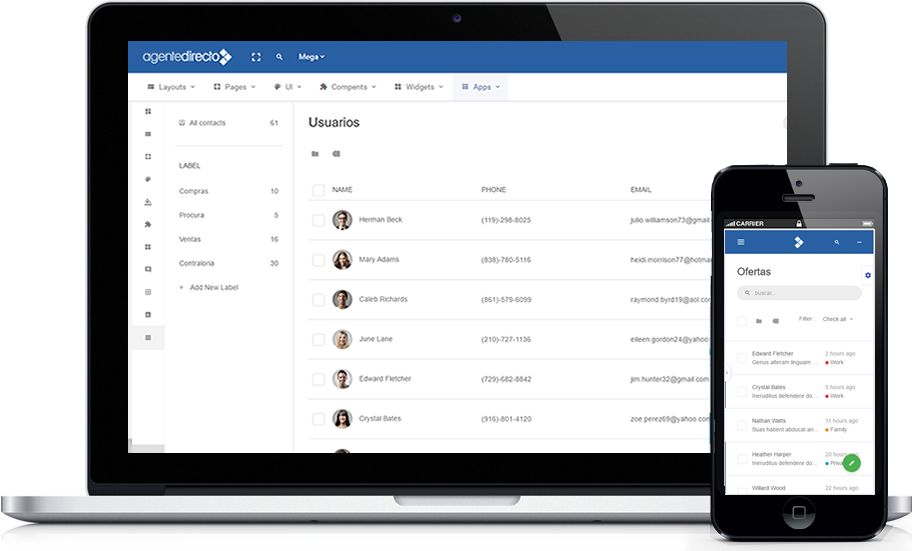 agentedirecto
Mega
Layouts Pages UI Compents Widgets Apps
All contacts 61
LABEL
Compras 10
Procura 5
Ventas 16
Contraloria 30
+ Add New Label
Usuarios
NAME PHONE EMAIL
Herman Beck (119)-298-8025 julio.williamson73@gmail.
Mary Adams (838)-780-5116 heidi.morrison77@hotma
Caleb Richards (861)-579-6099 raymond.byrd19@aol.co
June Lane (210)-727-1136 eileen.gordon24@yahoo
Edward Fletcher (729)-682-8842 jim.hunter32@gmail.com
Crystal Bates (916)-801-4120 zoe.perez69@yahoo.com
CARRIER
Ofertas
buscar...
Filter : Check all
Edward Fletcher 2 hours ago
Genus alteram linguam ... Work
Crystal Bates 5 hours ago
Ineruditus defendere do... Work
Nathan Watts 11 hours ago
Suas habent abducat an... Family
Heather Harper 20 hours ago
Ineruditus defendere do... Priva
Willard Wood 22 hours ago